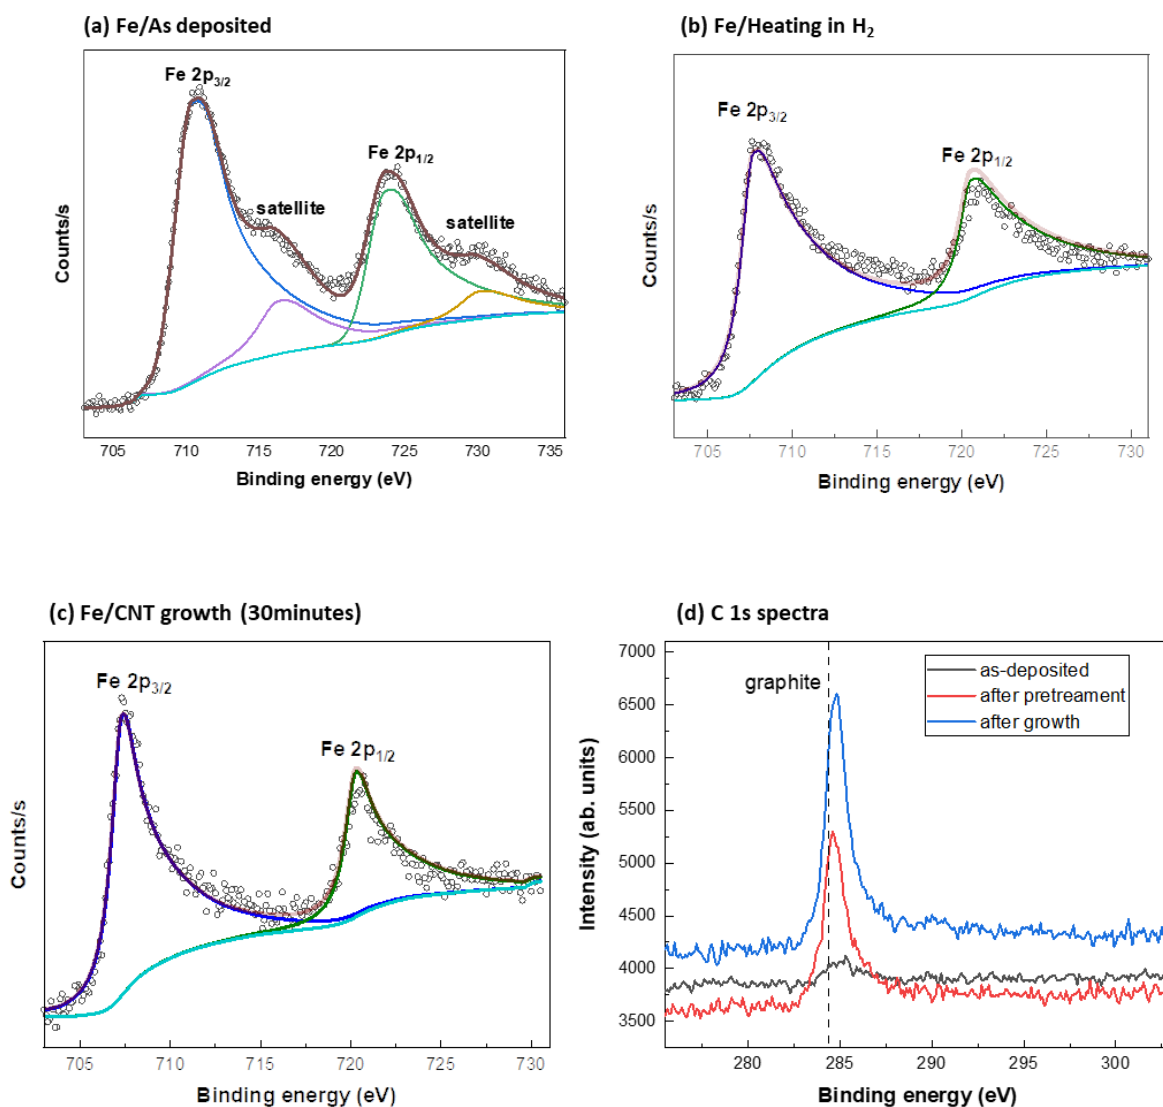 (a) Fe/As deposited
Fe 2p3/2
Fe 2p1/2
satellite
satellite
Counts/s
705 710 715 720 725 730 735
Binding energy (eV)
(b) Fe/Heating in H2
Fe 2p3/2
Fe 2p1/2
Counts/s
705 710 715 720 725 730
Binding energy (eV)
(c) Fe/CNT growth (30minutes)
Fe 2p3/2
Fe 2p1/2
Counts/s
705 710 715 720 725 730
Binding energy (eV)
(d) C 1s spectra
graphite
as-deposited
after pretreament
after growth
7000
6500
6000
5500
5000
4500
4000
3500
Intensity (ab. units)
280 285 290 295 300
Binding energy (eV)